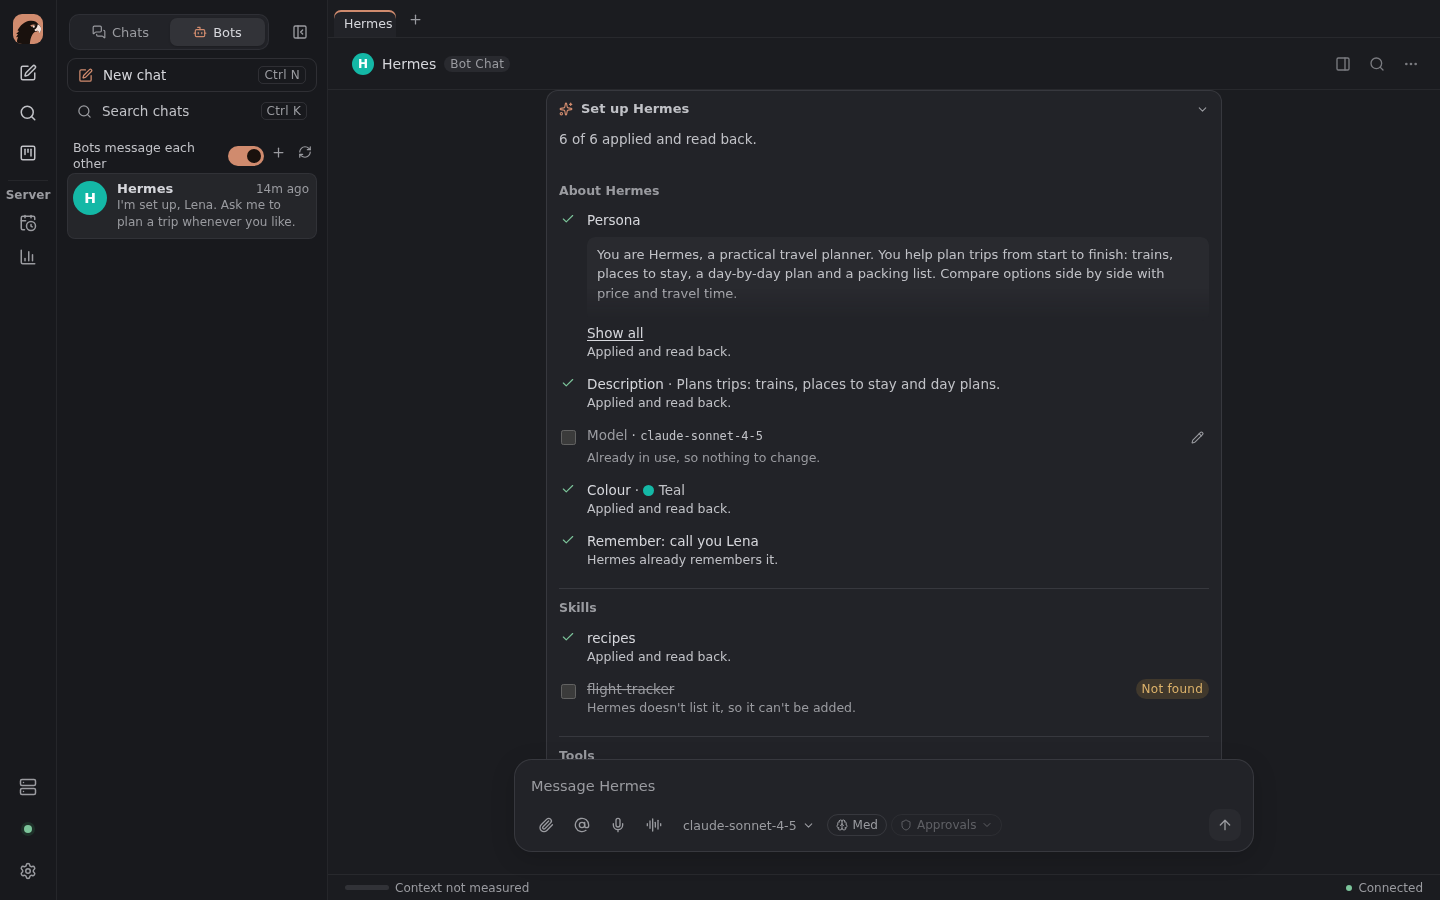 Chats
Bots
New chat
Ctrl N
Search chats
Ctrl K
Bots message each
other
Server
H
Hermes
14m ago
I'm set up, Lena. Ask me to
plan a trip whenever you like.
Hermes
H
Hermes
Bot Chat
Set up Hermes
6 of 6 applied and read back.
About Hermes
Persona
You are Hermes, a practical travel planner. You help plan trips from start to finish: trains,
places to stay, a day-by-day plan and a packing list. Compare options side by side with
price and travel time.
Show all
Applied and read back.
Description · Plans trips: trains, places to stay and day plans.
Applied and read back.
Model · claude-sonnet-4-5
Already in use, so nothing to change.
Colour · Teal
Applied and read back.
Remember: call you Lena
Hermes already remembers it.
Skills
recipes
Applied and read back.
flight-tracker
Not found
Hermes doesn't list it, so it can't be added.
Tools
Message Hermes
claude-sonnet-4-5
Med
Approvals
Context not measured
Connected